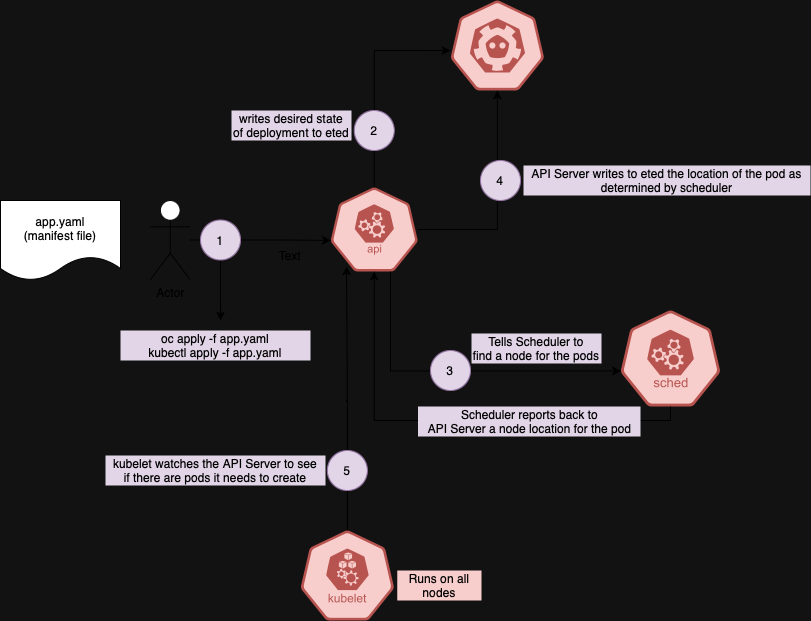 writes desired state
of deployment to eted
2
4
API Server writes to eted the location of the pod as
determined by scheduler
app.yaml
(manifest file)
1
Text
api
Actor
oc apply -f app.yaml
kubectl apply -f app.yaml
Tells Scheduler to
find a node for the pods
3
sched
Scheduler reports back to
API Server a node location for the pod
kubelet watches the API Server to see
if there are pods it needs to create
5
kubelet
Runs on all
nodes